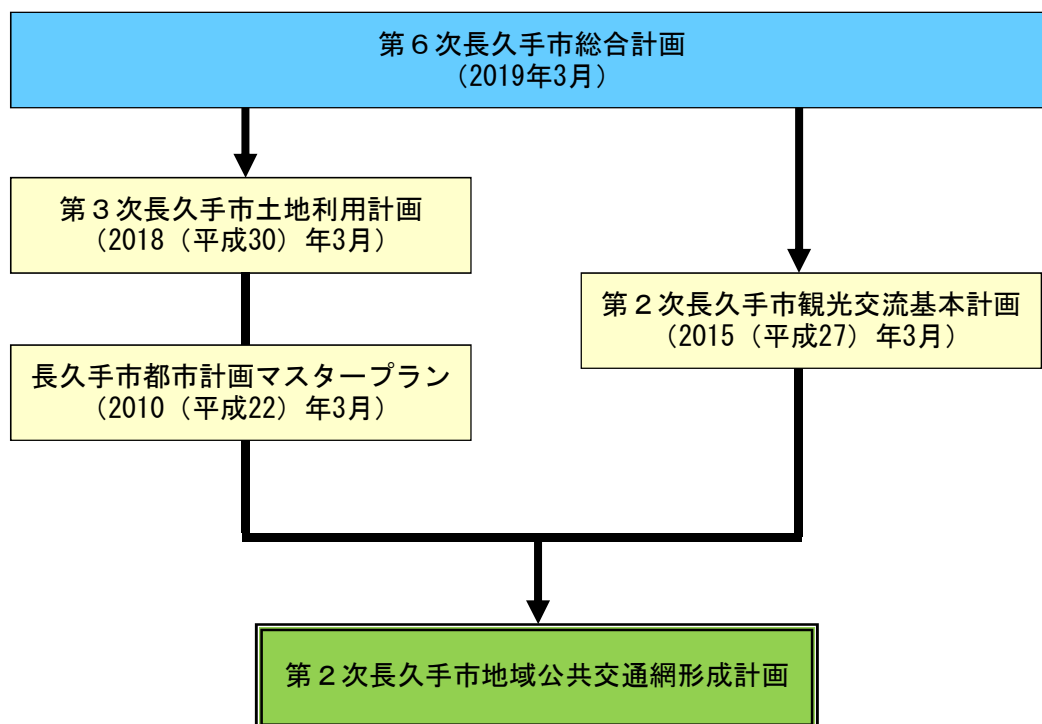 第６次長久手市総合計画
（2019年3月）
第３次長久手市土地利用計画
（2018（平成30）年3月）
第２次長久手市観光交流基本計画
（2015（平成27）年3月）
長久手市都市計画マスタープラン
（2010（平成22）年3月）
第２次長久手市地域公共交通網形成計画